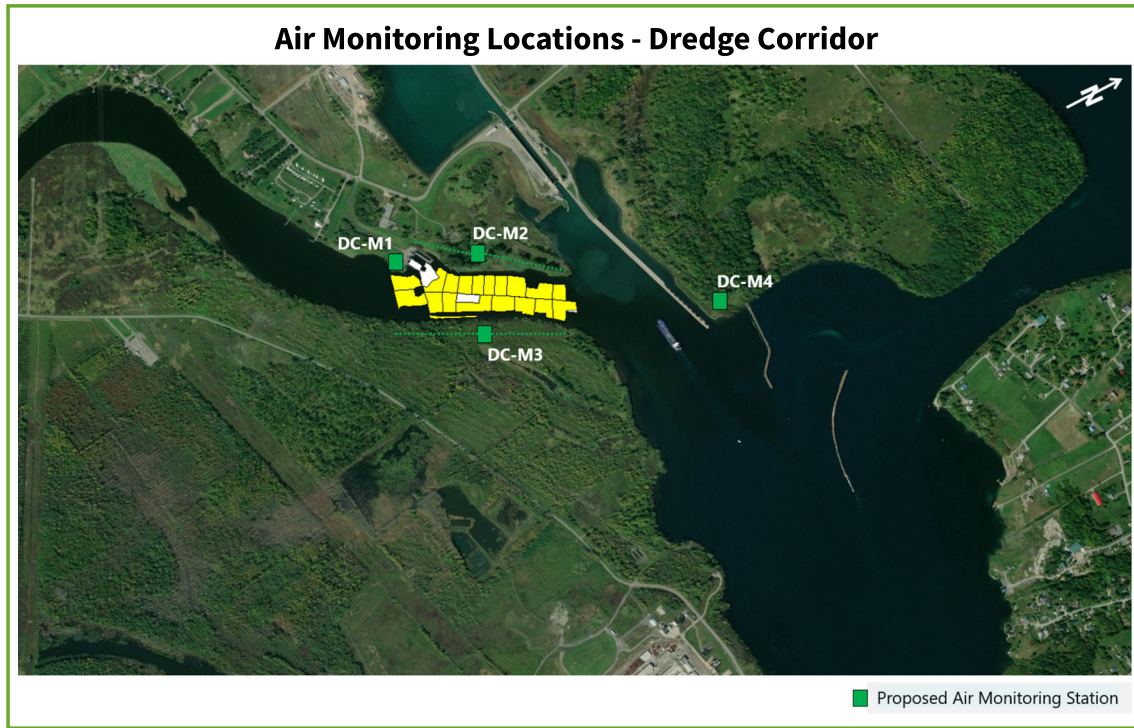 Air Monitoring Locations - Dredge Corridor
N
DC-M1
DC-M2
DC-M3
DC-M4
Proposed Air Monitoring Station